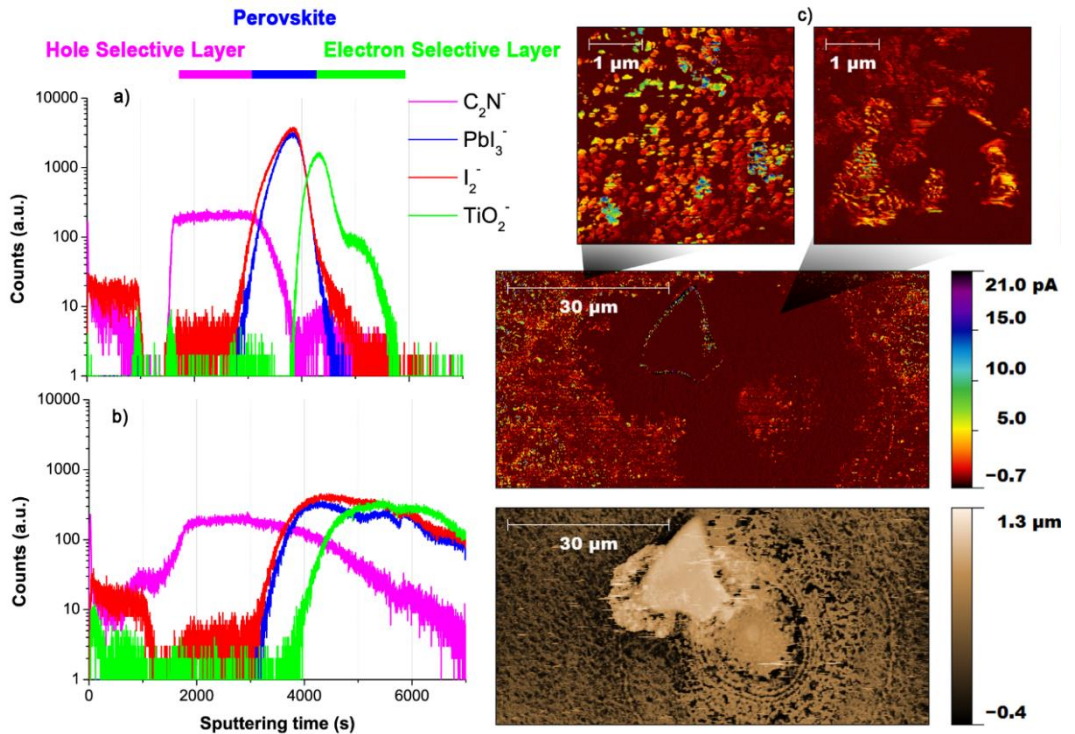 Perovskite
Hole Selective Layer
Electron Selective Layer
a)
10000
1000
100
10
1
Counts (a.u.)
C₂N⁻
PbI₃⁻
I₂⁻
TiO₂⁻
b)
10000
1000
100
10
1
Counts (a.u.)
0
2000
4000
6000
Sputtering time (s)
c)
1 µm
1 µm
30 µm
21.0 pA
15.0
10.0
5.0
−0.7
30 µm
1.3 µm
−0.4